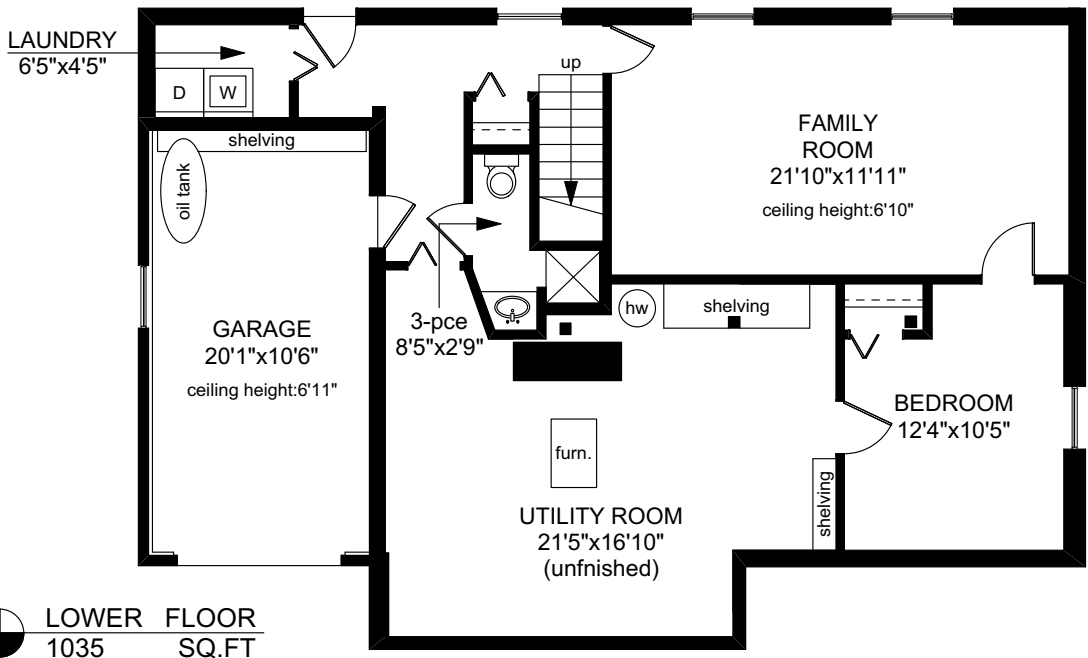 LAUNDRY
6'5"x4'5"
D
W
shelving
oil tank
up
FAMILY
ROOM
21'10"x11'11"
ceiling height:6'10"
GARAGE
20'1"x10'6"
ceiling height:6'11"
3-pce
8'5"x2'9"
hw
shelving
BEDROOM
12'4"x10'5"
furn.
shelving
UTILITY ROOM
21'5"x16'10"
(unfnished)
LOWER FLOOR
1035 SQ.FT